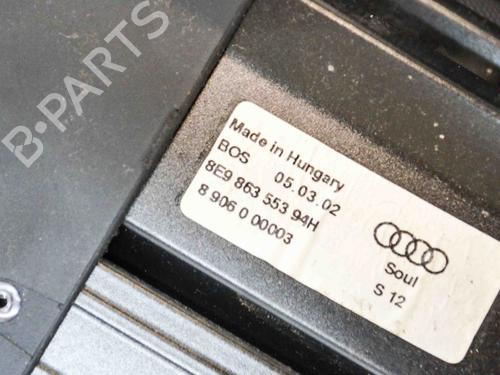 B-PARTS
Made in Hungary
BOS 05.03.02
8E9 863 553 94H
8 906 0 00003
Soul
S 12